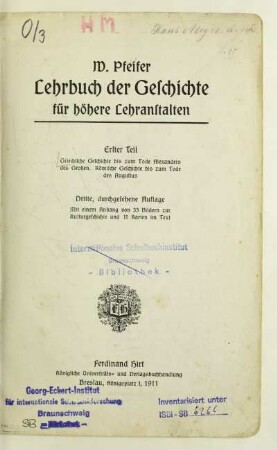 0/3
W. Pfeifer
Lehrbuch der Geschichte
für höhere Lehranstalten
Erster Teil
Griechische Geschichte bis zum Tode Alexanders
des Großen. Römische Geschichte bis zum Tode
des Augustus
Dritte, durchgesehene Auflage
Mit einem Anhang von 35 Bildern zur
Kulturgeschichte und 11 Karten im Text
Internationales Schulbuchinstitut
Braunschweig
- Bibliothek -
Ferdinand Hirt
Königliche Universitäts- und Verlagsbuchhandlung
Breslau, Königsplatz 1, 1911
Georg-Eckert-Institut
für internationale Schulbuchforschung
Braunschweig
SB - Bibliothek -
Inventarisiert unter
ISBI - SB